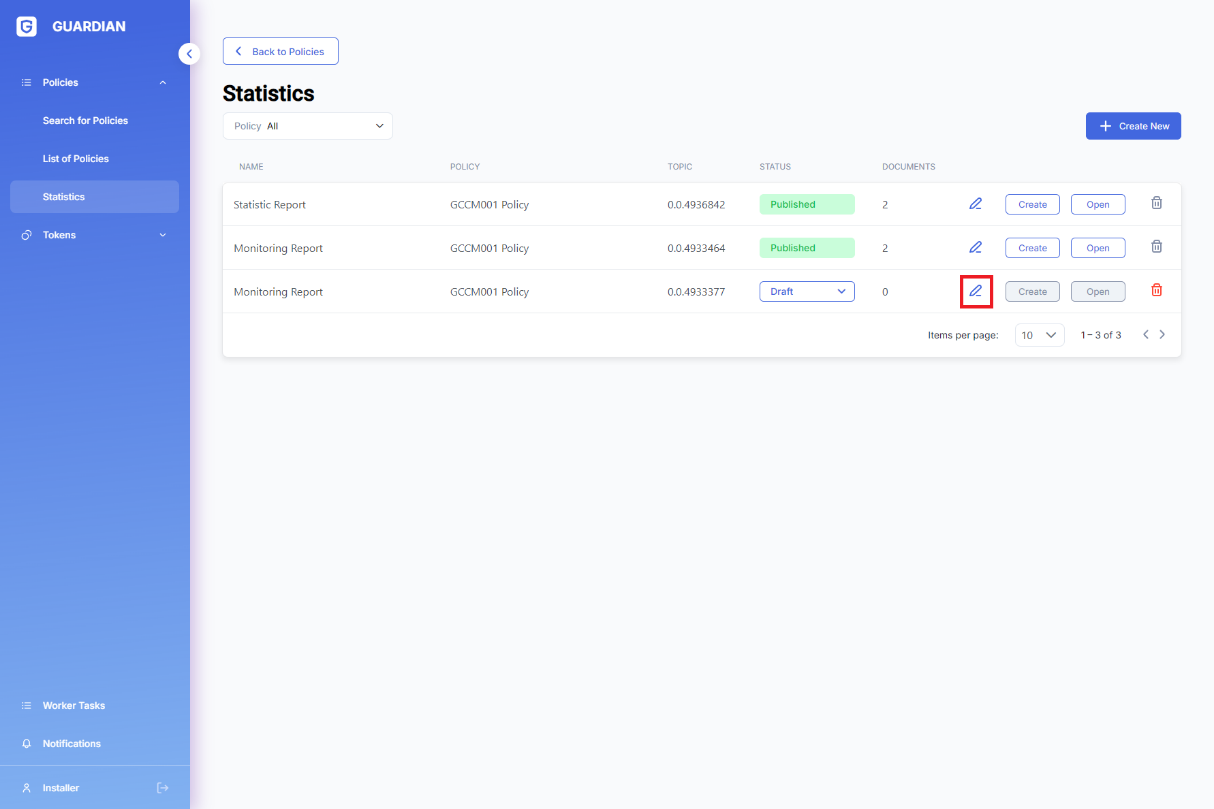 GUARDIAN
Policies
Search for Policies
List of Policies
Statistics
Tokens
Worker Tasks
Notifications
Installer
Back to Policies
Statistics
Policy All
Create New
NAME POLICY TOPIC STATUS DOCUMENTS
Statistic Report GCCM001 Policy 0.0.4936842 Published 2 Create Open
Monitoring Report GCCM001 Policy 0.0.4933464 Published 2 Create Open
Monitoring Report GCCM001 Policy 0.0.4933377 Draft 0 Create Open
Items per page: 10 1 – 3 of 3